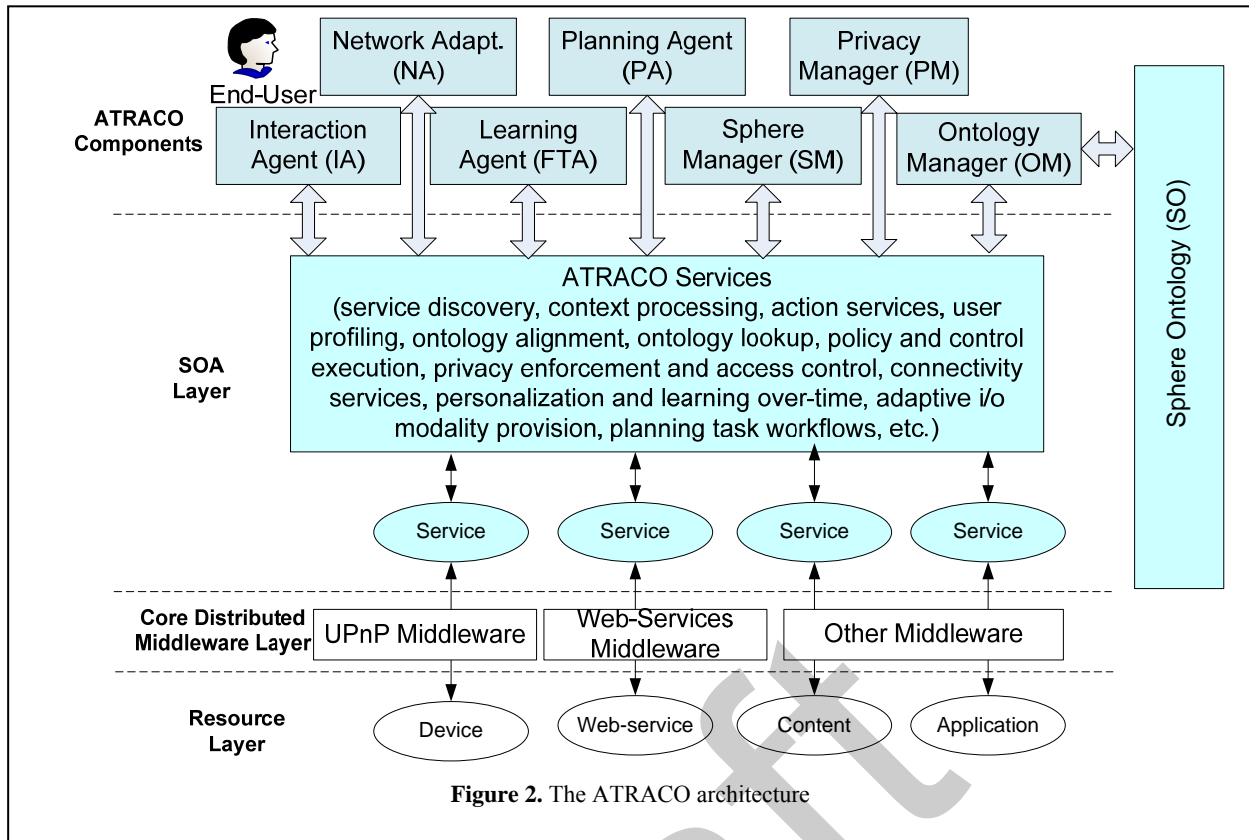 Network Adapt.
(NA)
Planning Agent
(PA)
Privacy
Manager (PM)
End-User
ATRACO
Components
Interaction
Agent (IA)
Learning
Agent (FTA)
Sphere
Manager (SM)
Ontology
Manager (OM)
Sphere Ontology (SO)
SOA
Layer
ATRACO Services
(service discovery, context processing, action services, user
profiling, ontology alignment, ontology lookup, policy and control
execution, privacy enforcement and access control, connectivity
services, personalization and learning over-time, adaptive i/o
modality provision, planning task workflows, etc.)
Service
Service
Service
Service
Core Distributed
Middleware Layer
UPnP Middleware
Web-Services
Middleware
Other Middleware
Resource
Layer
Device
Web-service
Content
Application
Figure 2. The ATRACO architecture